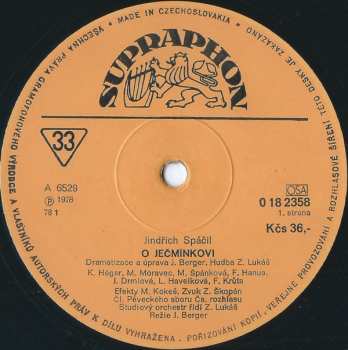 VŠECHNA PRÁVA GRAMOFONOVÉHO VÝROBCE A VLASTNÍKŮ AUTORSKÝCH PRÁV K DÍLU VYHRAŽENA. POŘIZOVÁNÍ KOPIÍ, VEŘEJNÉ PROVOZOVÁNÍ A ROZHLASOVÉ ŠÍŘENÍ TÉTO DESKY JE ZAKÁZÁNO
• MADE IN CZECHOSLOVAKIA •
SUPRAPHON
33
A 6529
Ⓟ 1978
78 1
OSA
0 18 2358
1. strana
Kčs 36,-
Jindřich Spáčil
O JEČMÍNKOVI
Dramatizace a úprava J. Berger, Hudba Z. Lukáš
K. Höger, M. Moravec, M. Spánková, F. Hanus,
I. Drmlová, L. Havelková, F. Krůta
Efekty M. Kokeš, Zvuk Z. Škopán
Čl. Pěveckého sboru Čs. rozhlasu
Studiový orchestr řídí Z. Lukáš
Režie J. Berger